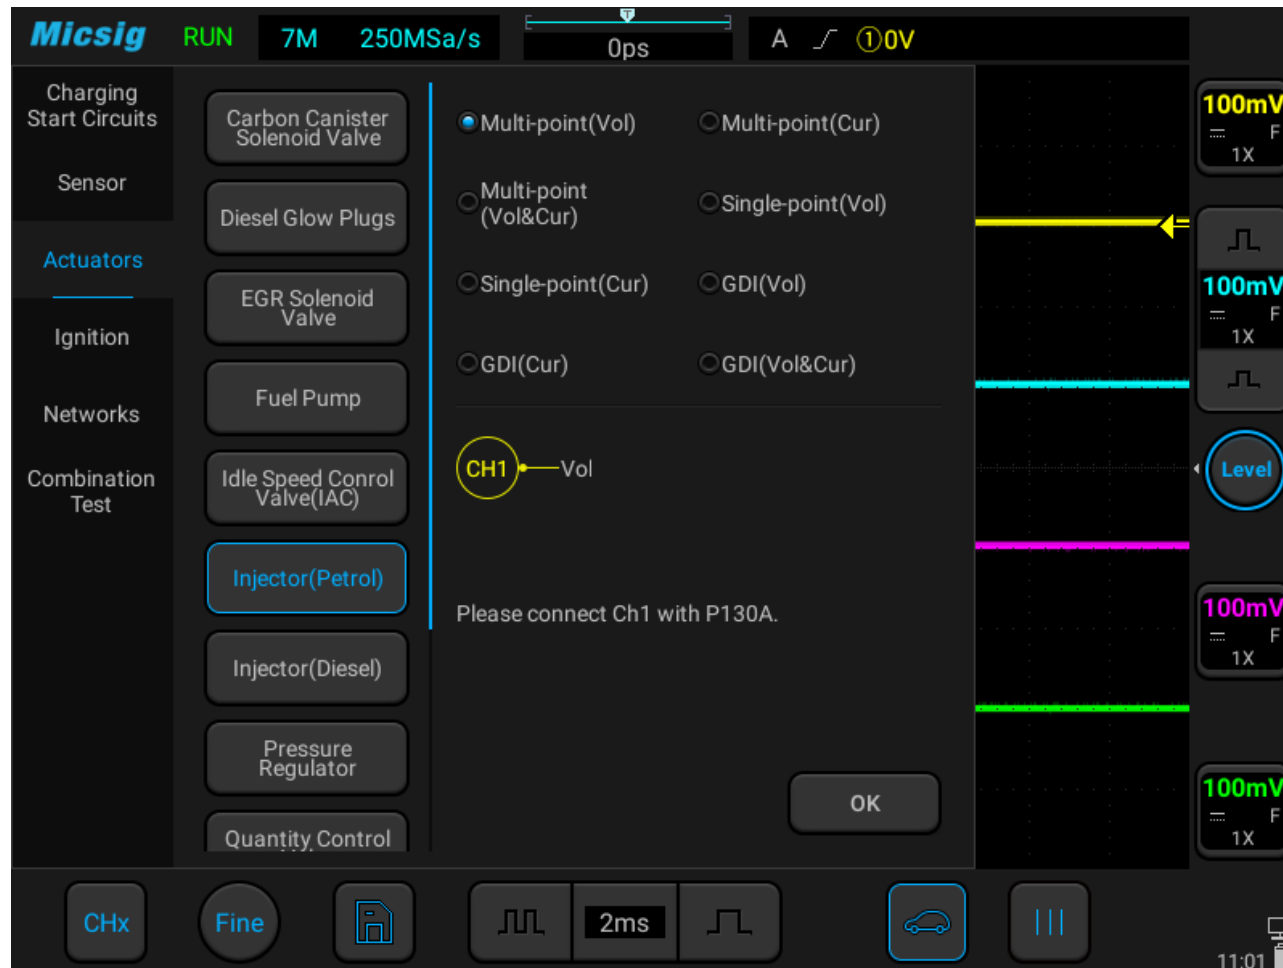 Micsig RUN 7M 250MSa/s T 0ps A ①0V
Charging
Start Circuits
Sensor
Actuators
Ignition
Networks
Combination
Test
Carbon Canister
Solenoid Valve
Diesel Glow Plugs
EGR Solenoid
Valve
Fuel Pump
Idle Speed Conrol
Valve(IAC)
Injector(Petrol)
Injector(Diesel)
Pressure
Regulator
Quantity Control
Multi-point(Vol) Multi-point(Cur)
Multi-point
(Vol&Cur)
Single-point(Vol)
Single-point(Cur) GDI(Vol)
GDI(Cur) GDI(Vol&Cur)
CH1 Vol
Please connect Ch1 with P130A.
OK
100mV
F
1X
100mV
F
1X
Level
100mV
F
1X
100mV
F
1X
CHx Fine 2ms
11:01